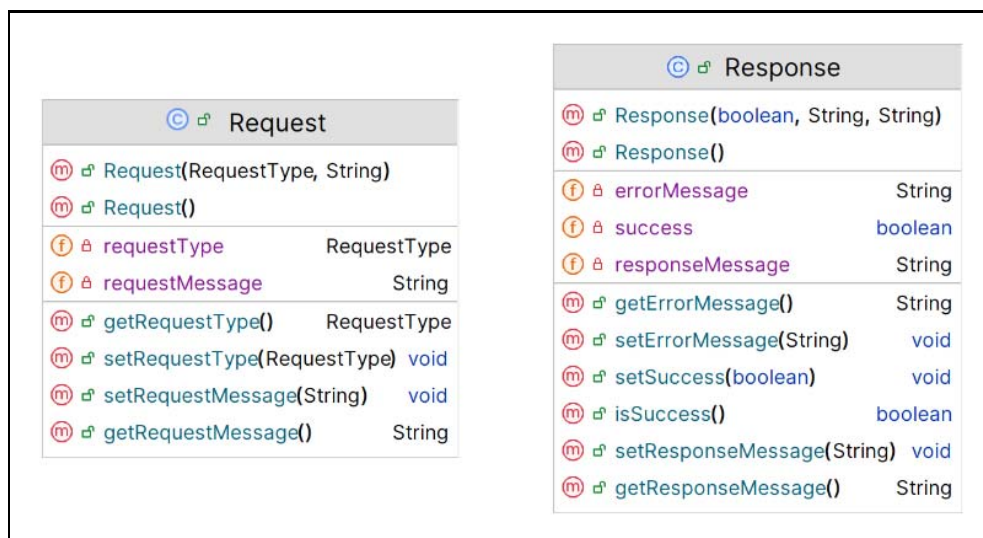 Request
Request(RequestType, String)
Request()
requestType RequestType
requestMessage String
getRequestType() RequestType
setRequestType(RequestType) void
setRequestMessage(String) void
getRequestMessage() String
Response
Response(boolean, String, String)
Response()
errorMessage String
success boolean
responseMessage String
getErrorMessage() String
setErrorMessage(String) void
setSuccess(boolean) void
isSuccess() boolean
setResponseMessage(String) void
getResponseMessage() String